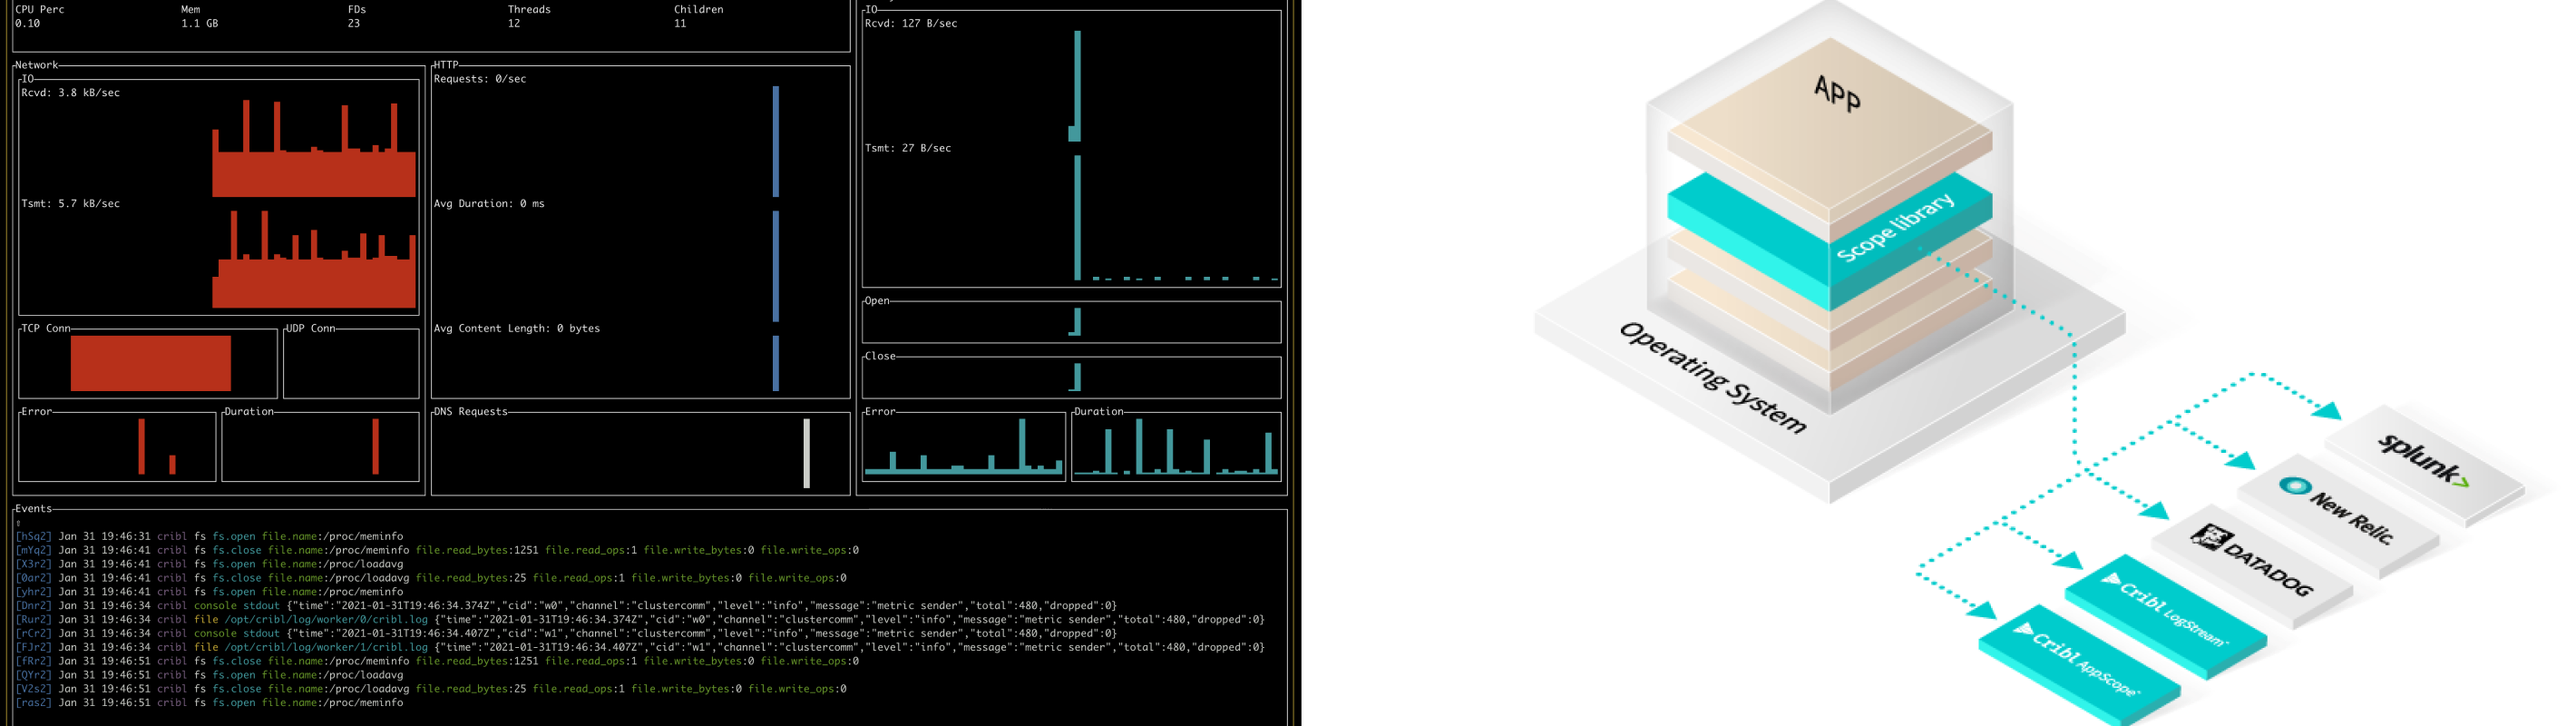 CPU Perc Mem FDs Threads Children
0.10 1.1 GB 23 12 11
Network
IO
Rcvd: 3.8 kB/sec
Tsmt: 5.7 kB/sec
TCP Conn
UDP Conn
Error
Duration
HTTP
Requests: 0/sec
Avg Duration: 0 ms
Avg Content Length: 0 bytes
DNS Requests
IO
Rcvd: 127 B/sec
Tsmt: 27 B/sec
Open
Close
Error
Duration
Events
[hSq2] Jan 31 19:46:31 cribl fs fs.open file.name:/proc/meminfo
[mYq2] Jan 31 19:46:41 cribl fs fs.close file.name:/proc/meminfo file.read_bytes:1251 file.read_ops:1 file.write_bytes:0 file.write_ops:0
[X3r2] Jan 31 19:46:41 cribl fs fs.open file.name:/proc/loadavg
[0ar2] Jan 31 19:46:41 cribl fs fs.close file.name:/proc/loadavg file.read_bytes:25 file.read_ops:1 file.write_bytes:0 file.write_ops:0
[yhr2] Jan 31 19:46:41 cribl fs fs.open file.name:/proc/meminfo
[Dnr2] Jan 31 19:46:34 cribl console stdout {"time":"2021-01-31T19:46:34.374Z","cid":"w0","channel":"clustercomm","level":"info","message":"metric sender","total":480,"dropped":0}
[Rur2] Jan 31 19:46:34 cribl file /opt/cribl/log/worker/0/cribl.log {"time":"2021-01-31T19:46:34.374Z","cid":"w0","channel":"clustercomm","level":"info","message":"metric sender","total":480,"dropped":0}
[rCr2] Jan 31 19:46:34 cribl console stdout {"time":"2021-01-31T19:46:34.407Z","cid":"w1","channel":"clustercomm","level":"info","message":"metric sender","total":480,"dropped":0}
[FJr2] Jan 31 19:46:34 cribl file /opt/cribl/log/worker/1/cribl.log {"time":"2021-01-31T19:46:34.407Z","cid":"w1","channel":"clustercomm","level":"info","message":"metric sender","total":480,"dropped":0}
[fRr2] Jan 31 19:46:51 cribl fs fs.close file.name:/proc/meminfo file.read_bytes:1251 file.read_ops:1 file.write_bytes:0 file.write_ops:0
[QYr2] Jan 31 19:46:51 cribl fs fs.open file.name:/proc/loadavg
[V2s2] Jan 31 19:46:51 cribl fs fs.close file.name:/proc/loadavg file.read_bytes:25 file.read_ops:1 file.write_bytes:0 file.write_ops:0
[ras2] Jan 31 19:46:51 cribl fs fs.open file.name:/proc/meminfo
APP
Scope library
Operating System
splunk>
New Relic.
DATADOG
Cribl LogStream™
Cribl AppScope™